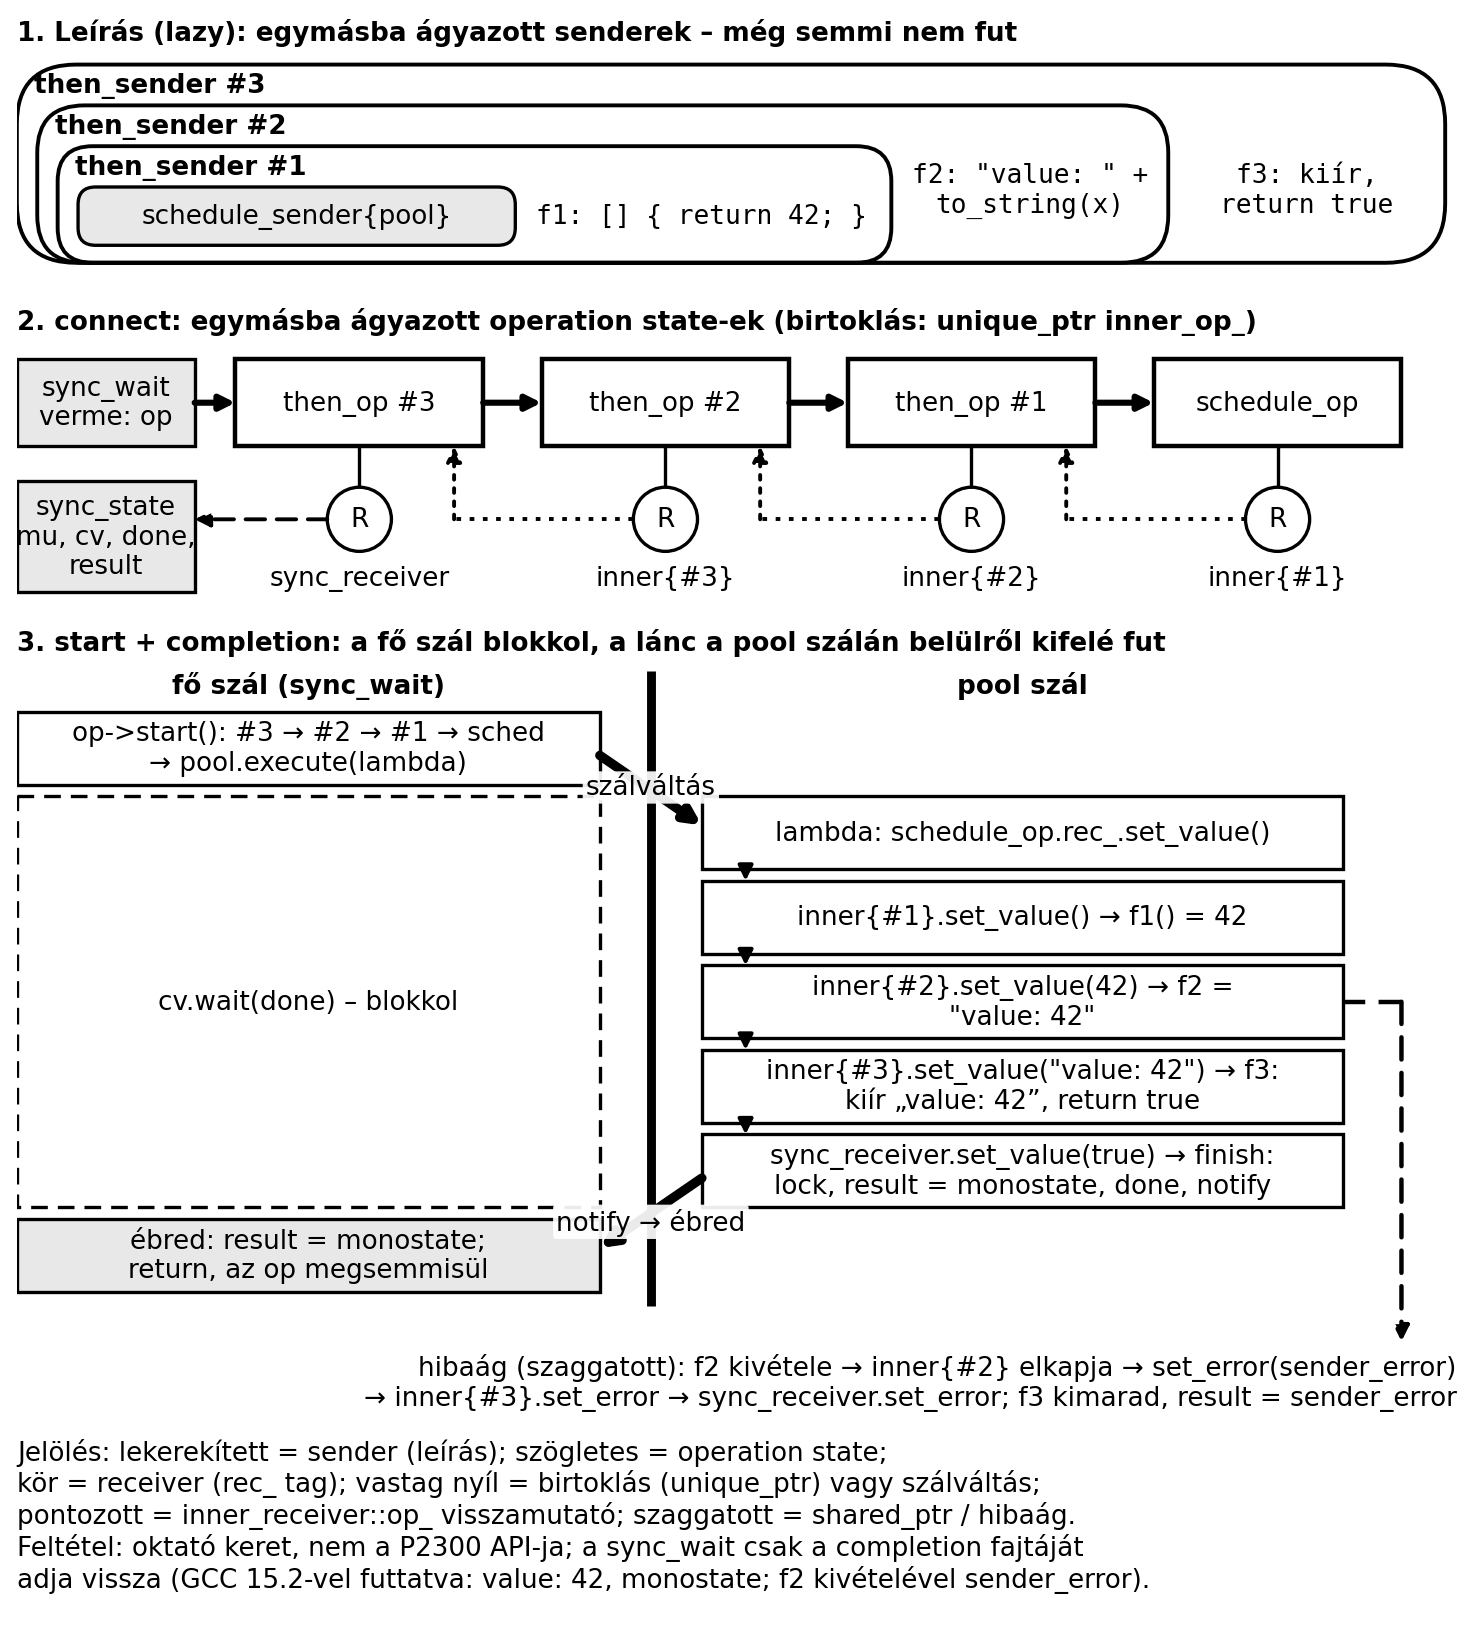 1. Leírás (lazy): egymásba ágyazott senderek – még semmi nem fut
then_sender #3
then_sender #2
then_sender #1
schedule_sender{pool}
f1: [] { return 42; }
f2: "value: " +
to_string(x)
f3: kiír,
return true
2. connect: egymásba ágyazott operation state-ek (birtoklás: unique_ptr inner_op_)
sync_wait
verme: op
then_op #3
then_op #2
then_op #1
schedule_op
sync_state
mu, cv, done,
result
R
R
R
R
sync_receiver
inner{#3}
inner{#2}
inner{#1}
3. start + completion: a fő szál blokkol, a lánc a pool szálán belülről kifelé fut
fő szál (sync_wait)
pool szál
op->start(): #3 → #2 → #1 → sched
→ pool.execute(lambda)
szálváltás
lambda: schedule_op.rec_.set_value()
inner{#1}.set_value() → f1() = 42
cv.wait(done) – blokkol
inner{#2}.set_value(42) → f2 =
"value: 42"
inner{#3}.set_value("value: 42") → f3:
kiír „value: 42”, return true
sync_receiver.set_value(true) → finish:
lock, result = monostate, done, notify
notify → ébred
ébred: result = monostate;
return, az op megsemmisül
hibaág (szaggatott): f2 kivétele → inner{#2} elkapja → set_error(sender_error)
→ inner{#3}.set_error → sync_receiver.set_error; f3 kimarad, result = sender_error
Jelölés: lekerekített = sender (leírás); szögletes = operation state;
kör = receiver (rec_ tag); vastag nyíl = birtoklás (unique_ptr) vagy szálváltás;
pontozott = inner_receiver::op_ visszamutató; szaggatott = shared_ptr / hibaág.
Feltétel: oktató keret, nem a P2300 API-ja; a sync_wait csak a completion fajtáját
adja vissza (GCC 15.2-vel futtatva: value: 42, monostate; f2 kivételével sender_error).